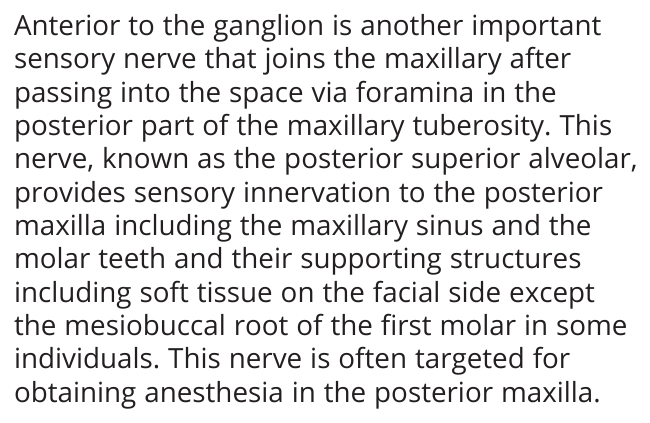 Anterior to the ganglion is another important
sensory nerve that joins the maxillary after
passing into the space via foramina in the
posterior part of the maxillary tuberosity. This
nerve, known as the posterior superior alveolar,
provides sensory innervation to the posterior
maxilla including the maxillary sinus and the
molar teeth and their supporting structures
including soft tissue on the facial side except
the mesiobuccal root of the first molar in some
individuals. This nerve is often targeted for
obtaining anesthesia in the posterior maxilla.